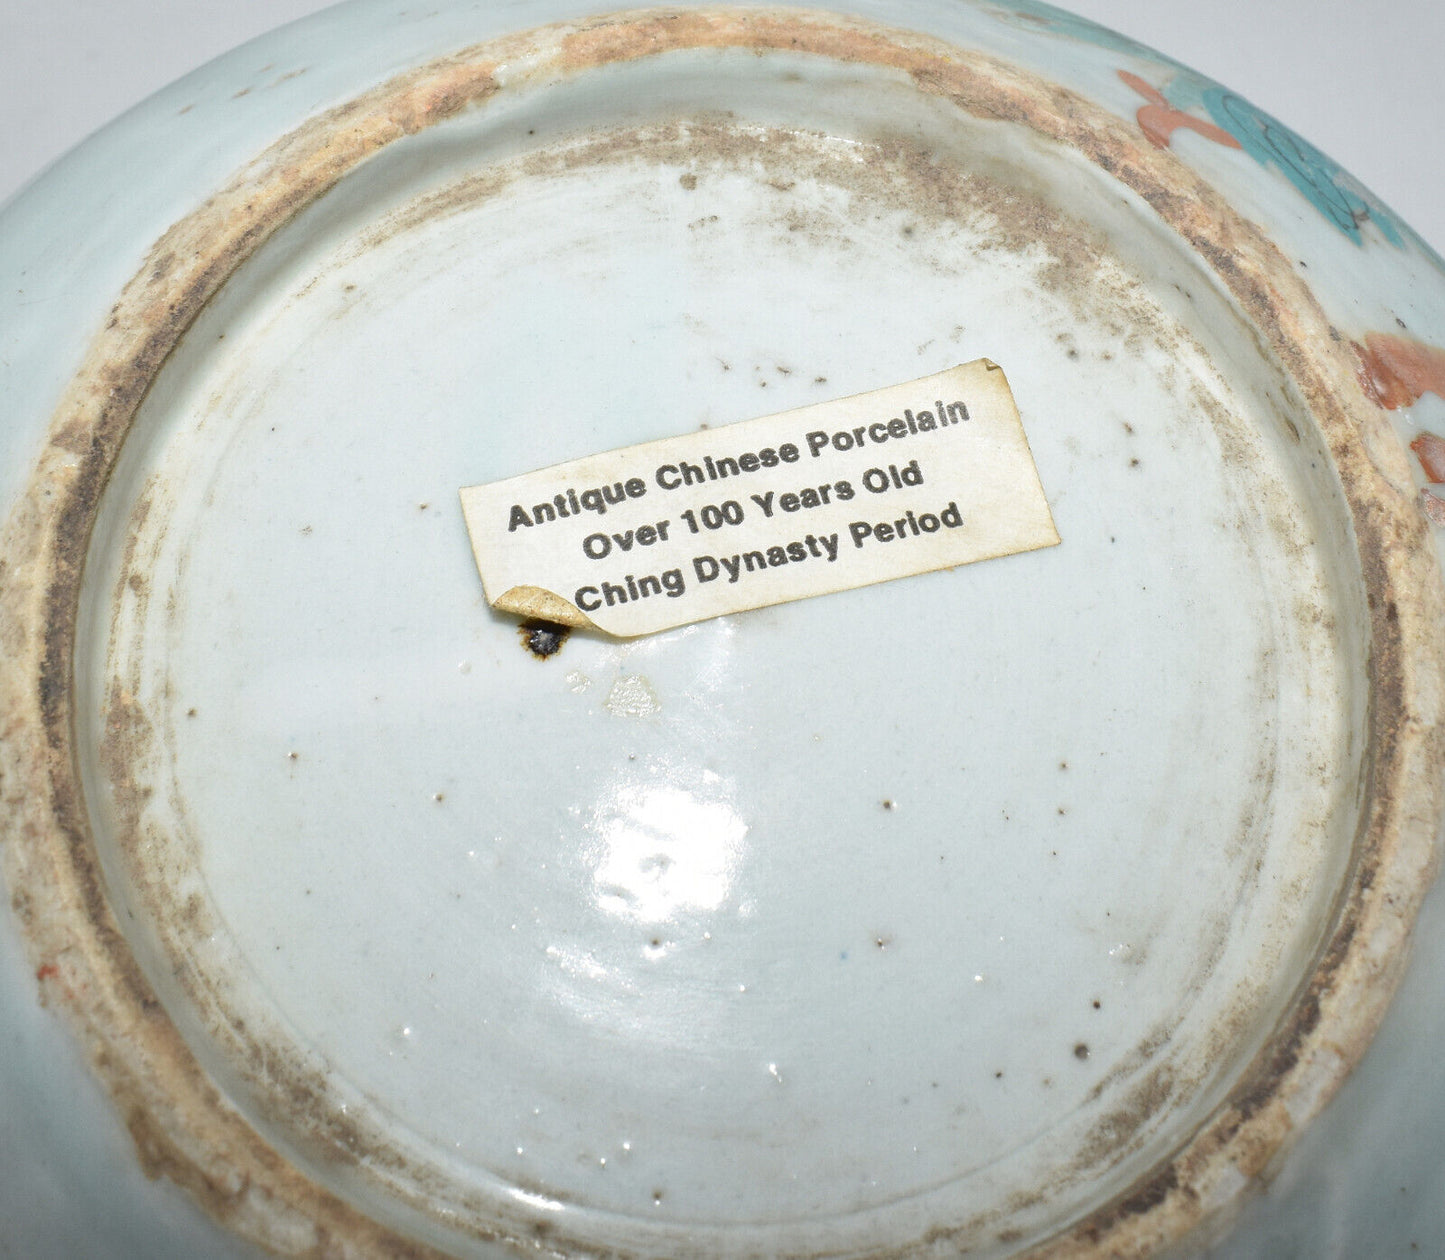 Antique Chinese Porcelain
Over 100 Years Old
Ching Dynasty Period